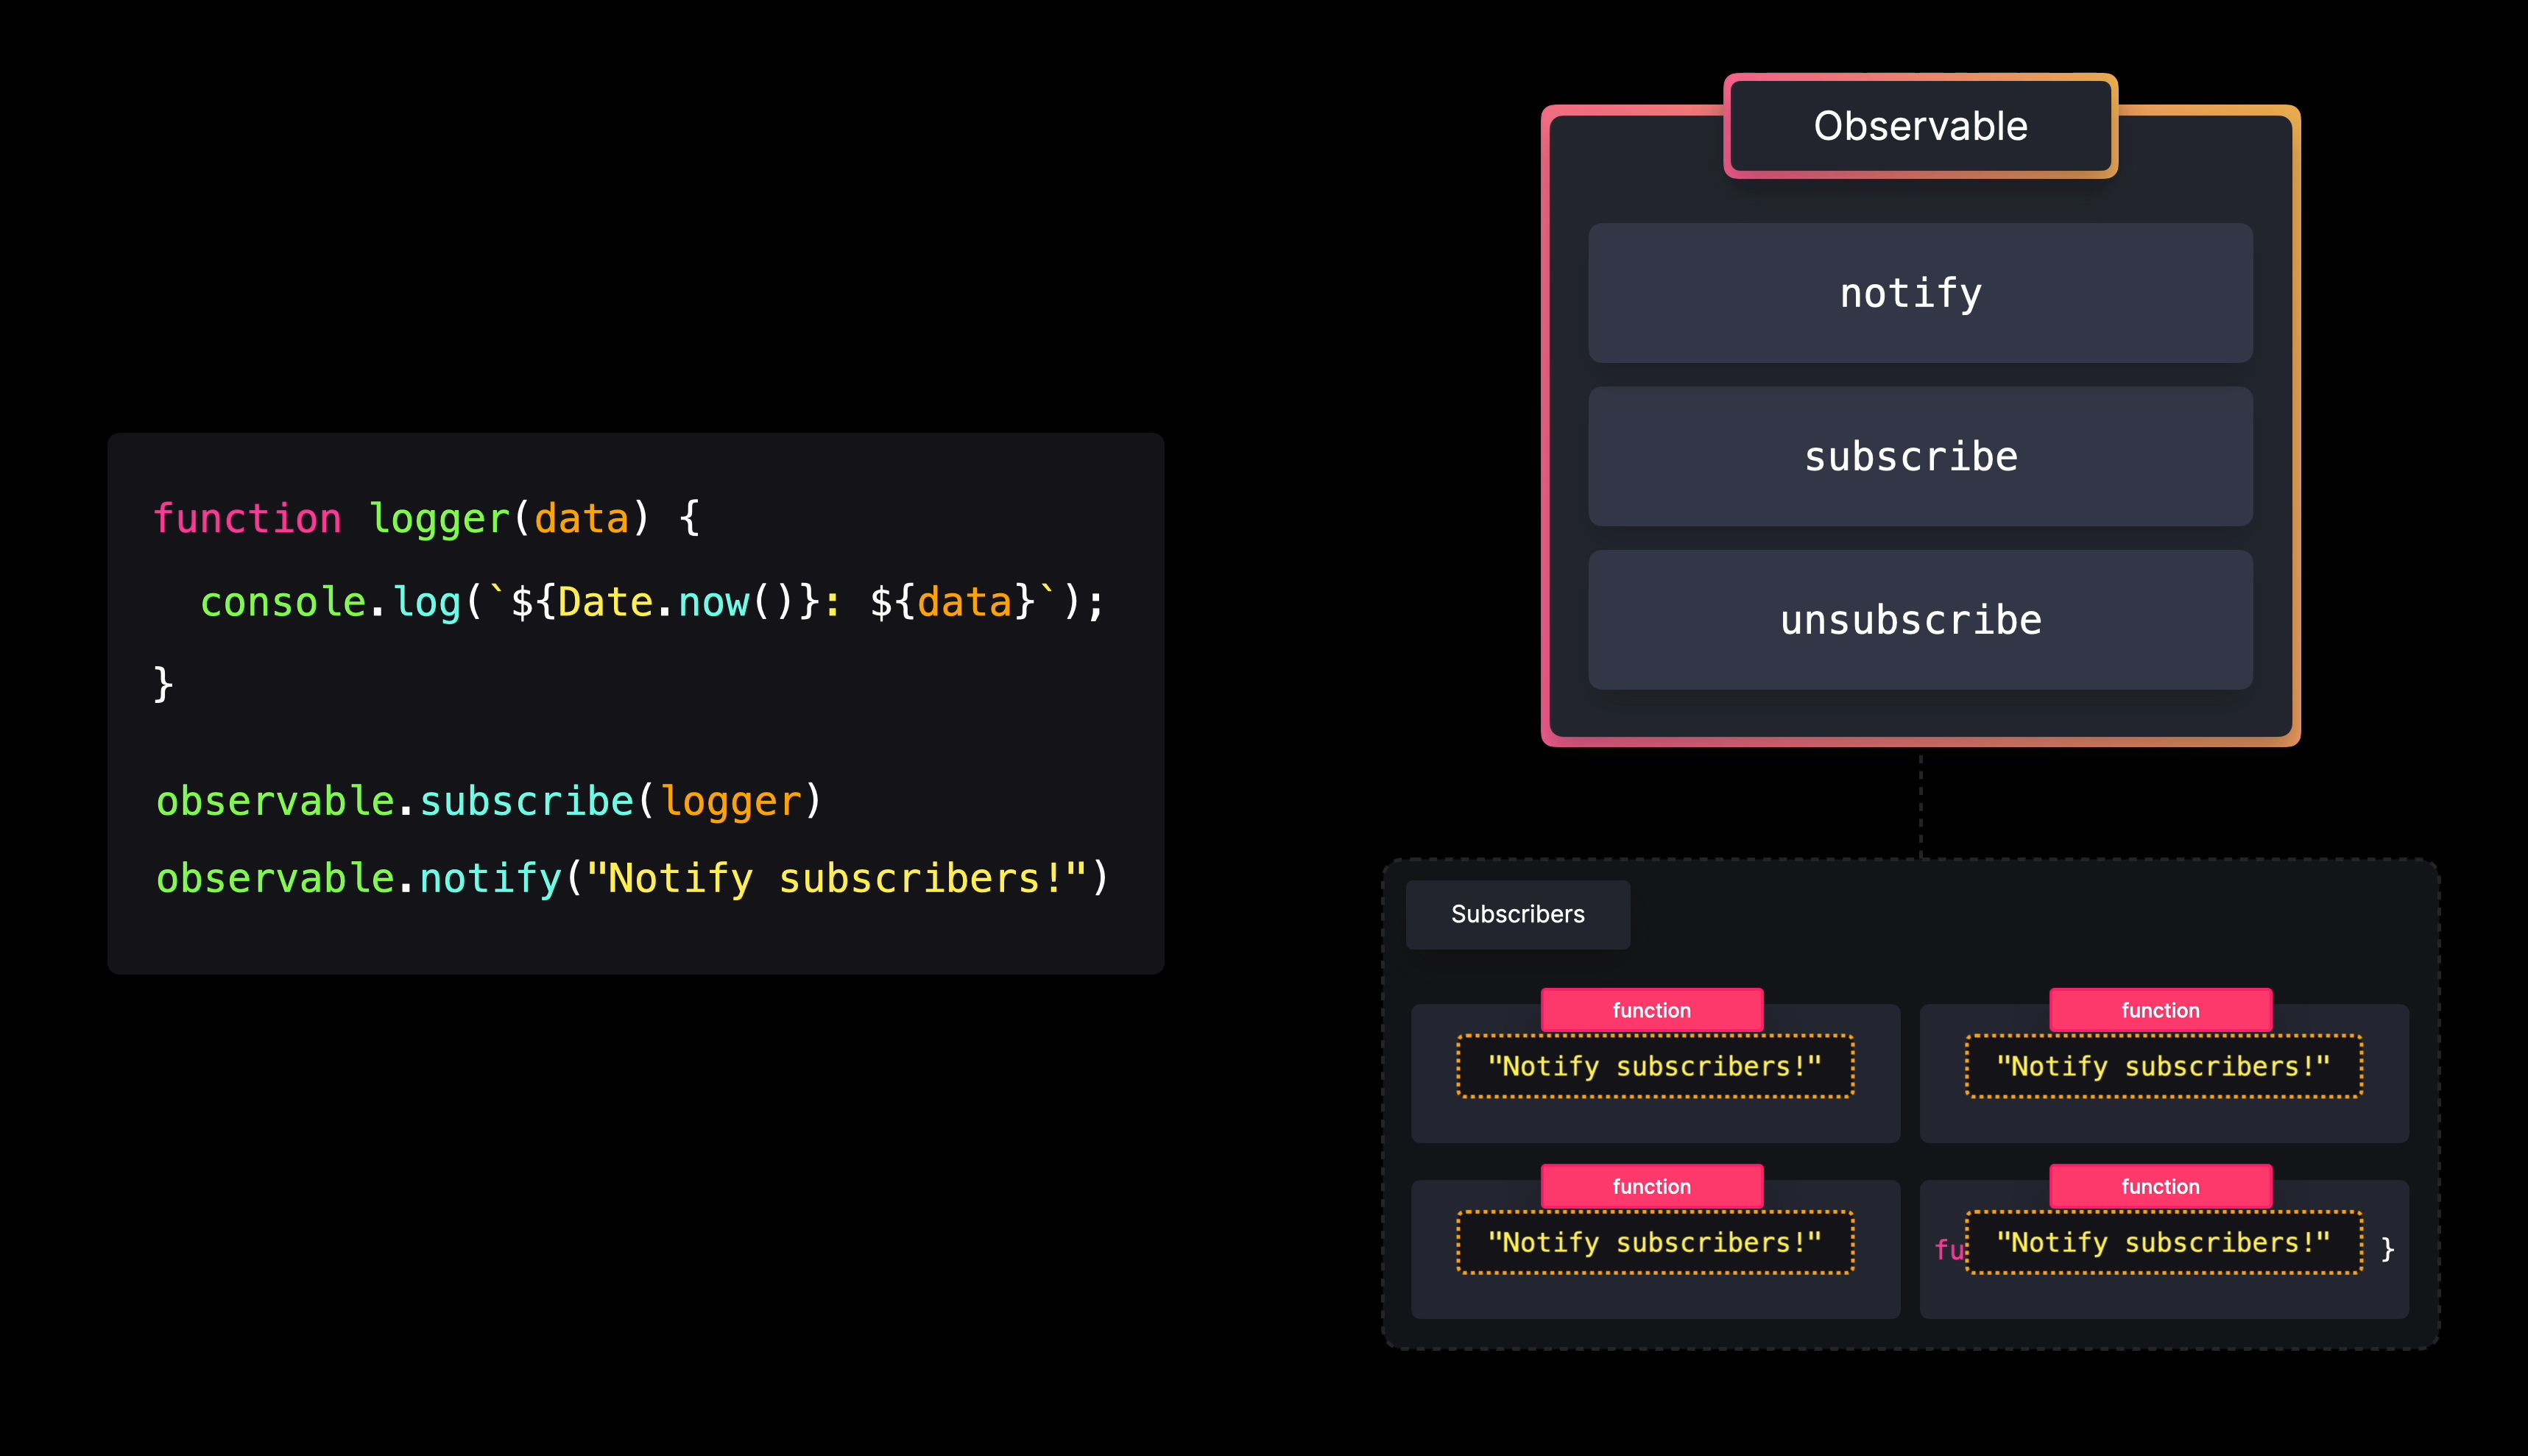 function logger(data) {
  console.log(`${Date.now()}: ${data}`);
}
observable.subscribe(logger)
observable.notify("Notify subscribers!")
Observable
notify
subscribe
unsubscribe
Subscribers
function
"Notify subscribers!"
function
"Notify subscribers!"
function
"Notify subscribers!"
function
fu "Notify subscribers!" }